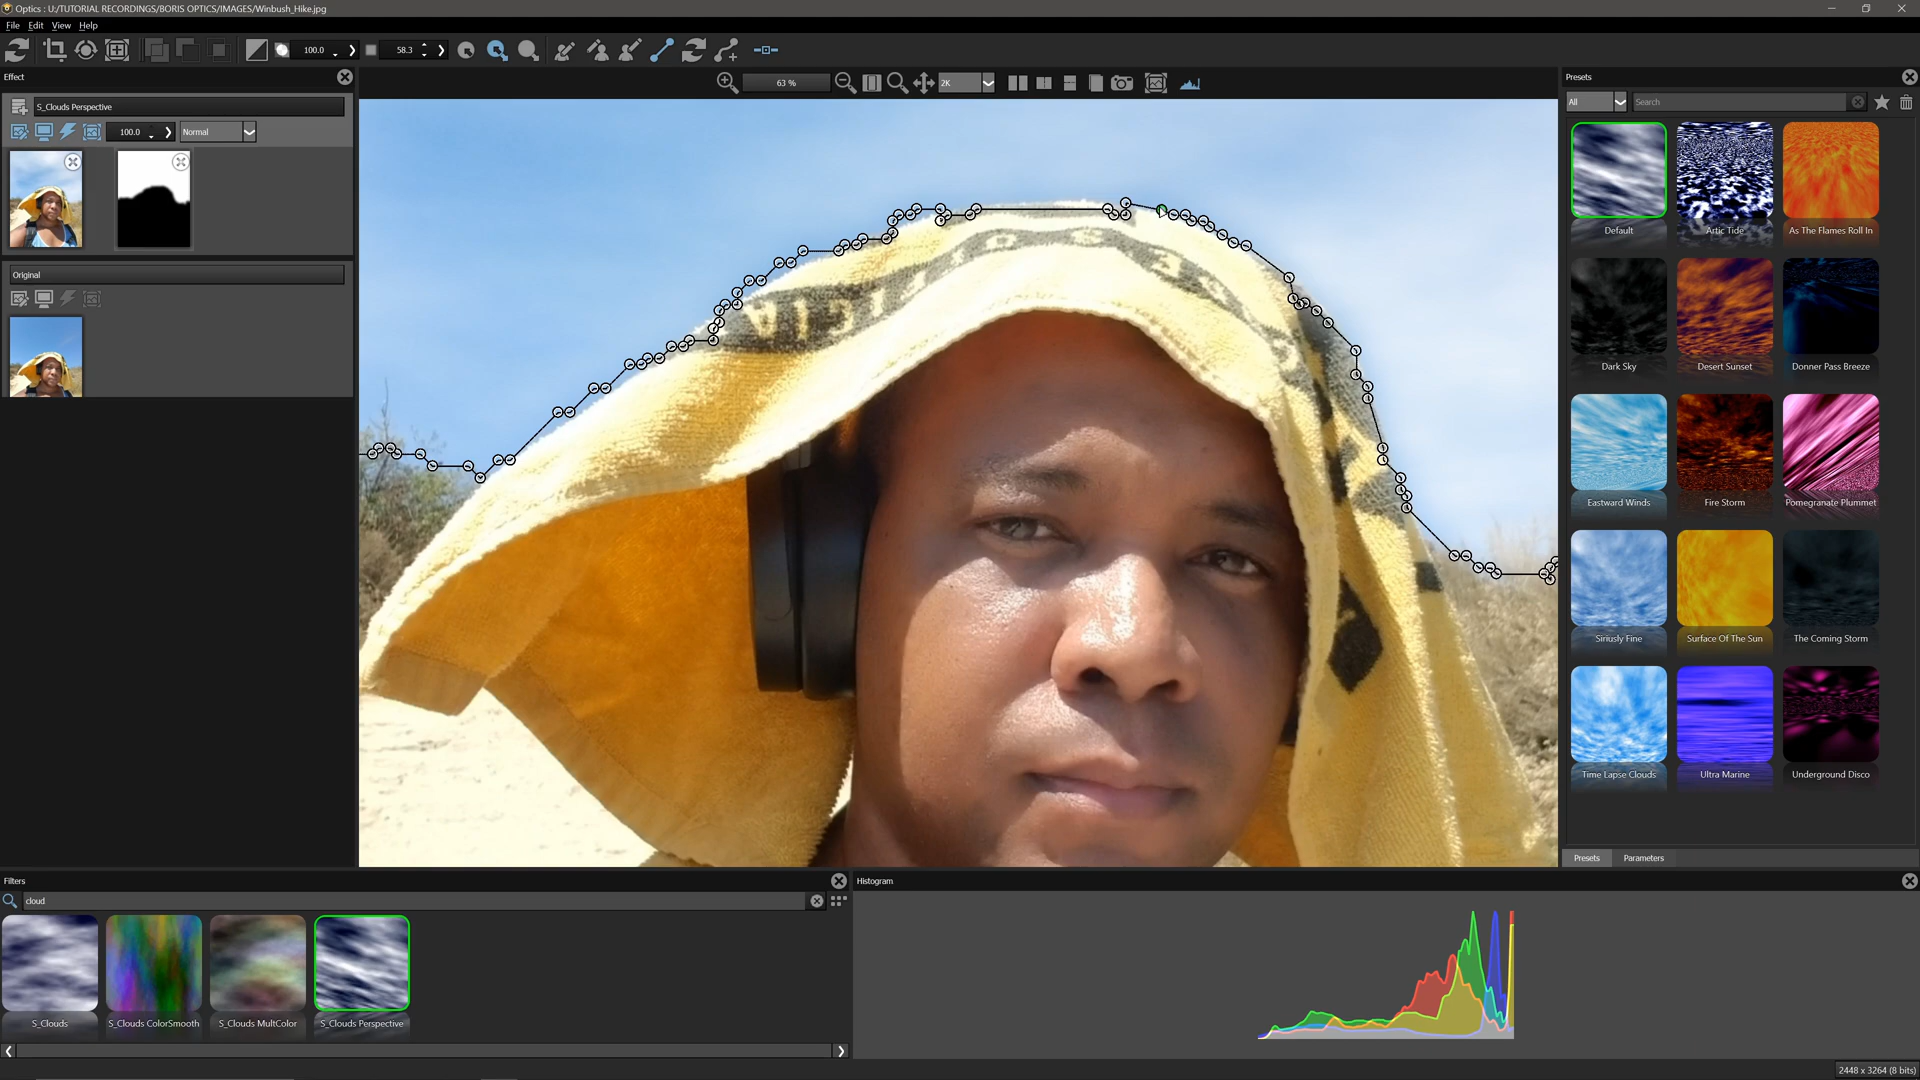 Optics : U:/TUTORIAL RECORDINGS/BORIS OPTICS/IMAGES/Winbush_Hike.jpg
File Edit View Help
100.0 58.3
Effect
S_Clouds Perspective
100.0 Normal
Original
63 % 2K
Presets
All Search
Default Artic Tide As The Flames Roll In
Dark Sky Desert Sunset Donner Pass Breeze
Eastward Winds Fire Storm Pomegranate Plummet
Siriusly Fine Surface Of The Sun The Coming Storm
Time Lapse Clouds Ultra Marine Underground Disco
Presets Parameters
Filters
cloud
S_Clouds S_Clouds ColorSmooth S_Clouds MultColor S_Clouds Perspective
Histogram
2448 x 3264 (8 bits)